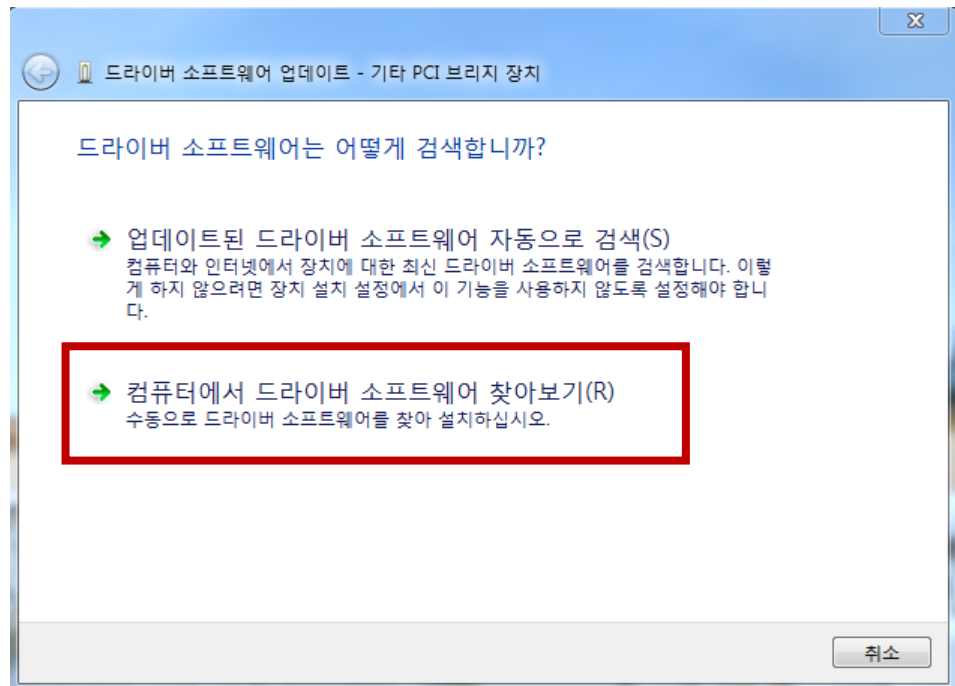 드라이버 소프트웨어 업데이트 - 기타 PCI 브리지 장치
드라이버 소프트웨어는 어떻게 검색합니까?
업데이트된 드라이버 소프트웨어 자동으로 검색(S)
컴퓨터와 인터넷에서 장치에 대한 최신 드라이버 소프트웨어를 검색합니다. 이렇
게 하지 않으려면 장치 설치 설정에서 이 기능을 사용하지 않도록 설정해야 합니
다.
컴퓨터에서 드라이버 소프트웨어 찾아보기(R)
수동으로 드라이버 소프트웨어를 찾아 설치하십시오.
취소